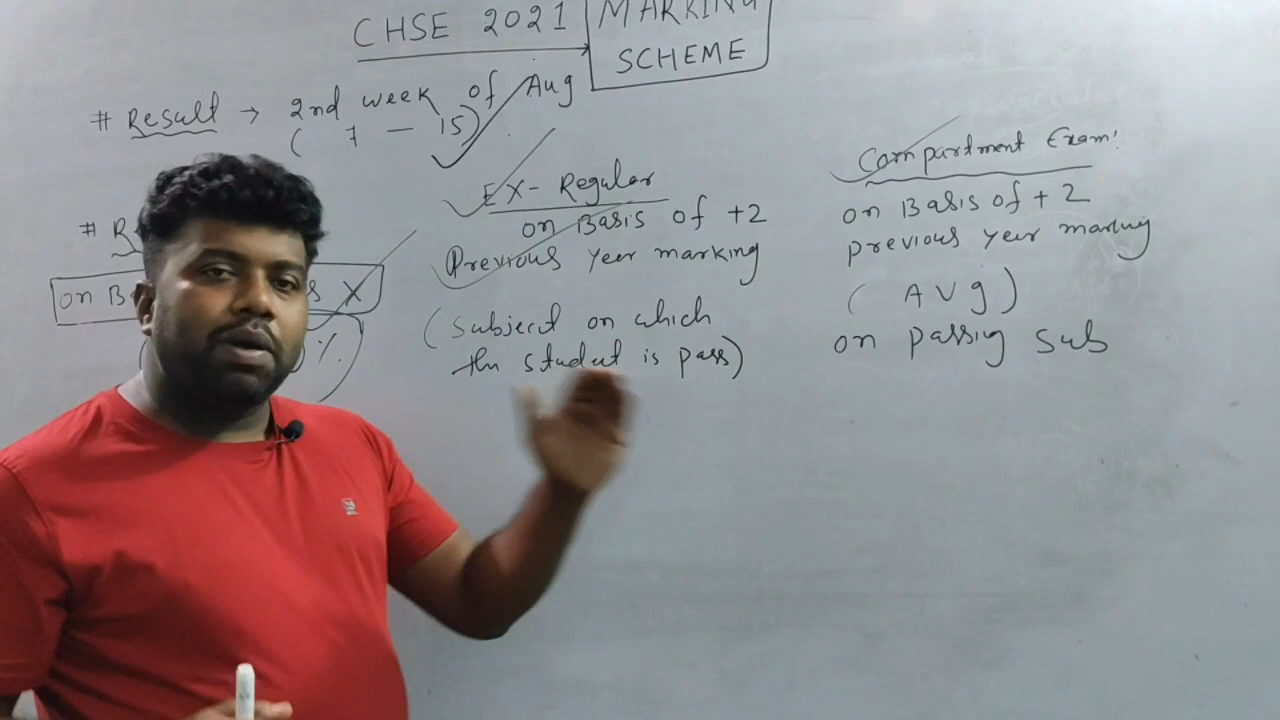 CHSE 2021 → MARKING
SCHEME
# Result → 2nd week of Aug
( 7 – 15)
# R
on B
%
EX- Regular
on Basis of +2
Previous year marking
(Subject on which
the student is pass)
Compartment Exam!
on Basis of +2
previous year marking
( AVg )
on passig sub